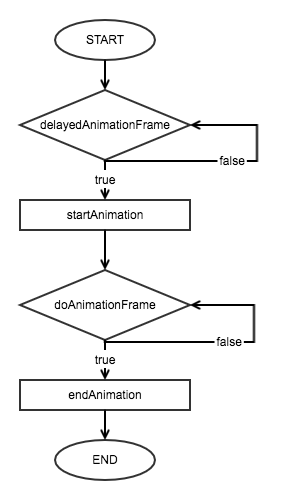 START
delayedAnimationFrame
false
true
startAnimation
doAnimationFrame
false
true
endAnimation
END